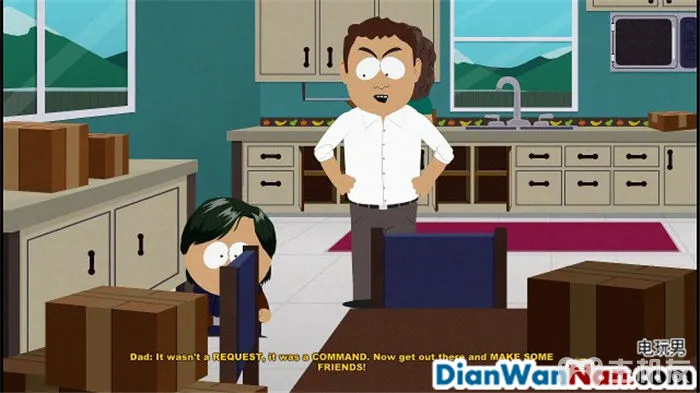 Dad: It wasn't a REQUEST, it was a COMMAND. Now get out there and MAKE SOME
FRIENDS!
电玩男
DianWanNan.com